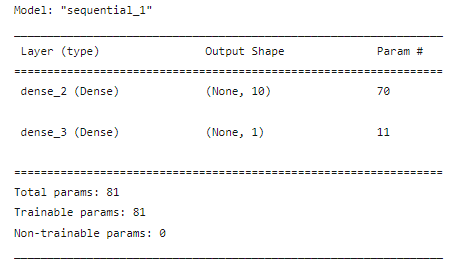 Model: "sequential_1"
_________________________________________________________________
Layer (type) Output Shape Param #
=================================================================
dense_2 (Dense) (None, 10) 70
dense_3 (Dense) (None, 1) 11
=================================================================
Total params: 81
Trainable params: 81
Non-trainable params: 0
_________________________________________________________________